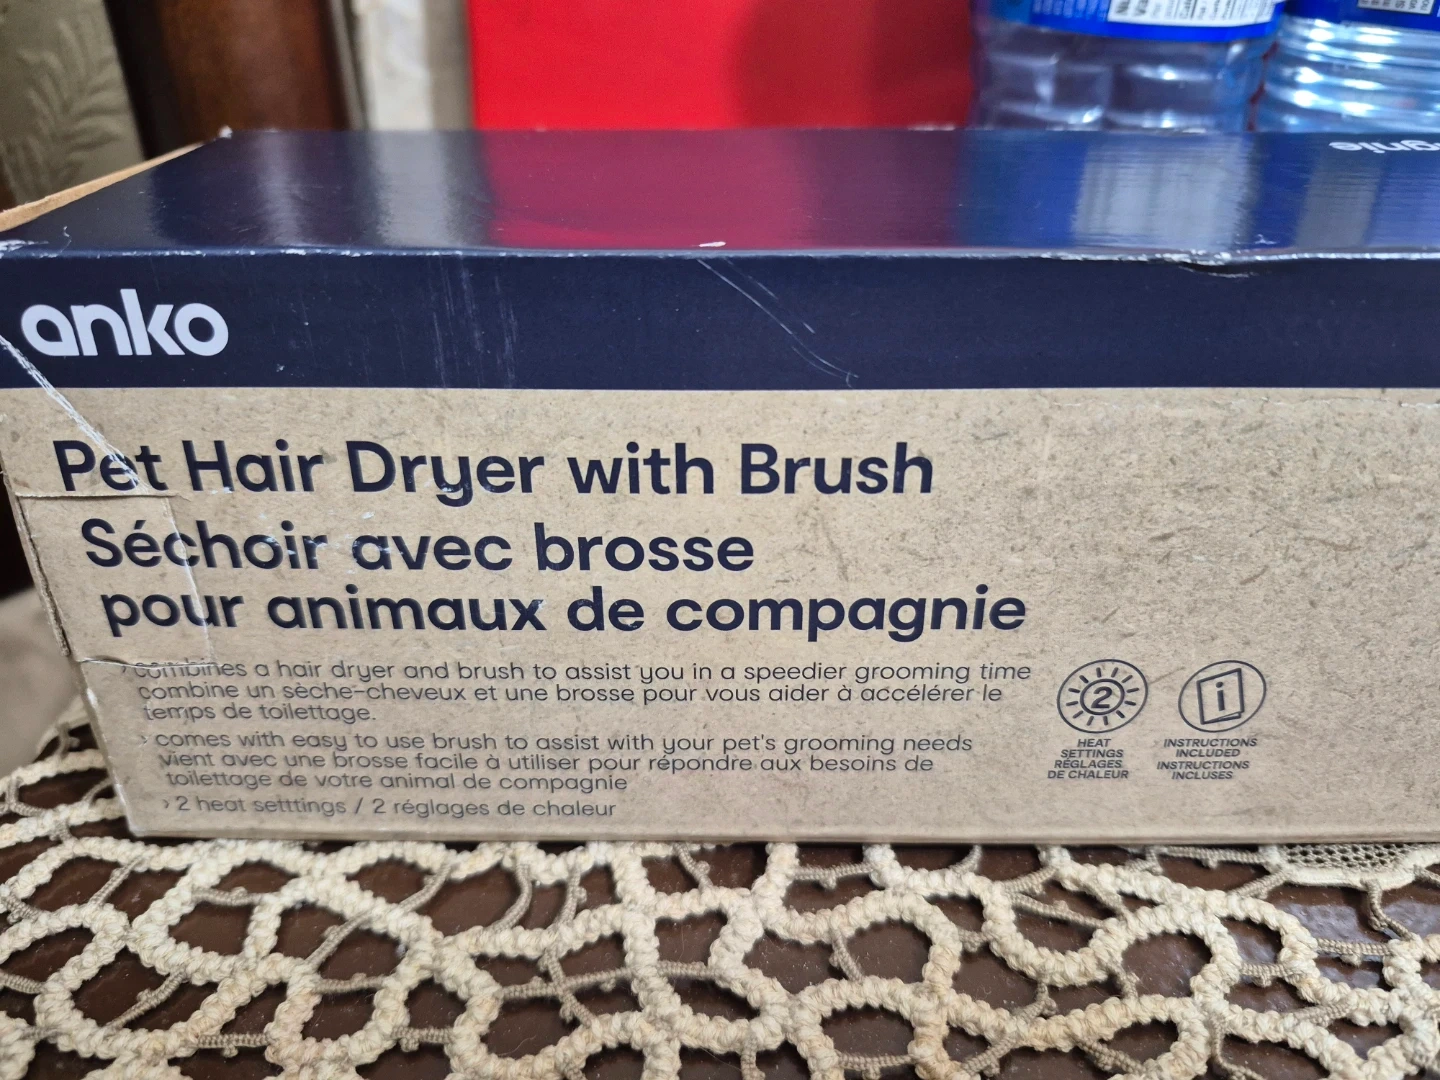 anko
Pet Hair Dryer with Brush
Séchoir avec brosse
pour animaux de compagnie
› combines a hair dryer and brush to assist you in a speedier grooming time
combine un sèche-cheveux et une brosse pour vous aider à accélérer le
temps de toilettage.
› comes with easy to use brush to assist with your pet's grooming needs
vient avec une brosse facile à utiliser pour répondre aux besoins de
toilettage de votre animal de compagnie
› 2 heat setttings / 2 réglages de chaleur
2
HEAT
SETTINGS
RÉGLAGES
DE CHALEUR
i
INSTRUCTIONS
INCLUDED
INSTRUCTIONS
INCLUSES